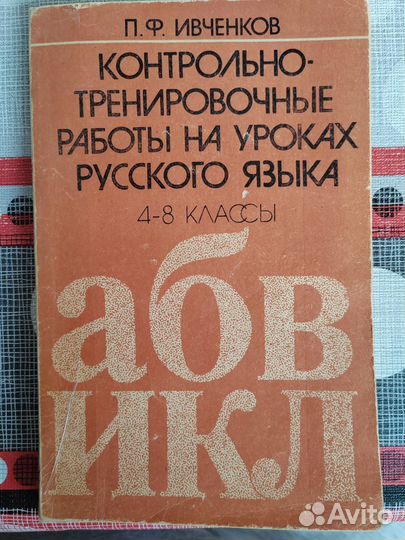 П.Ф. ИВЧЕНКОВ
КОНТРОЛЬНО-
ТРЕНИРОВОЧНЫЕ
РАБОТЫ НА УРОКАХ
РУССКОГО ЯЗЫКА
4-8 КЛАССЫ
абв
икл
Avito